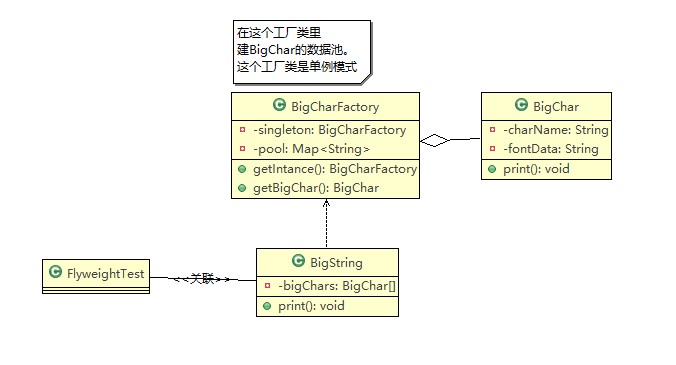 在这个工厂类里
建BigChar的数据池。
这个工厂类是单例模式
BigCharFactory
-singleton: BigCharFactory
-pool: Map<String>
getIntance(): BigCharFactory
getBigChar(): BigChar
BigChar
-charName: String
-fontData: String
print(): void
FlyweightTest
<<关联>>
BigString
-bigChars: BigChar[]
print(): void